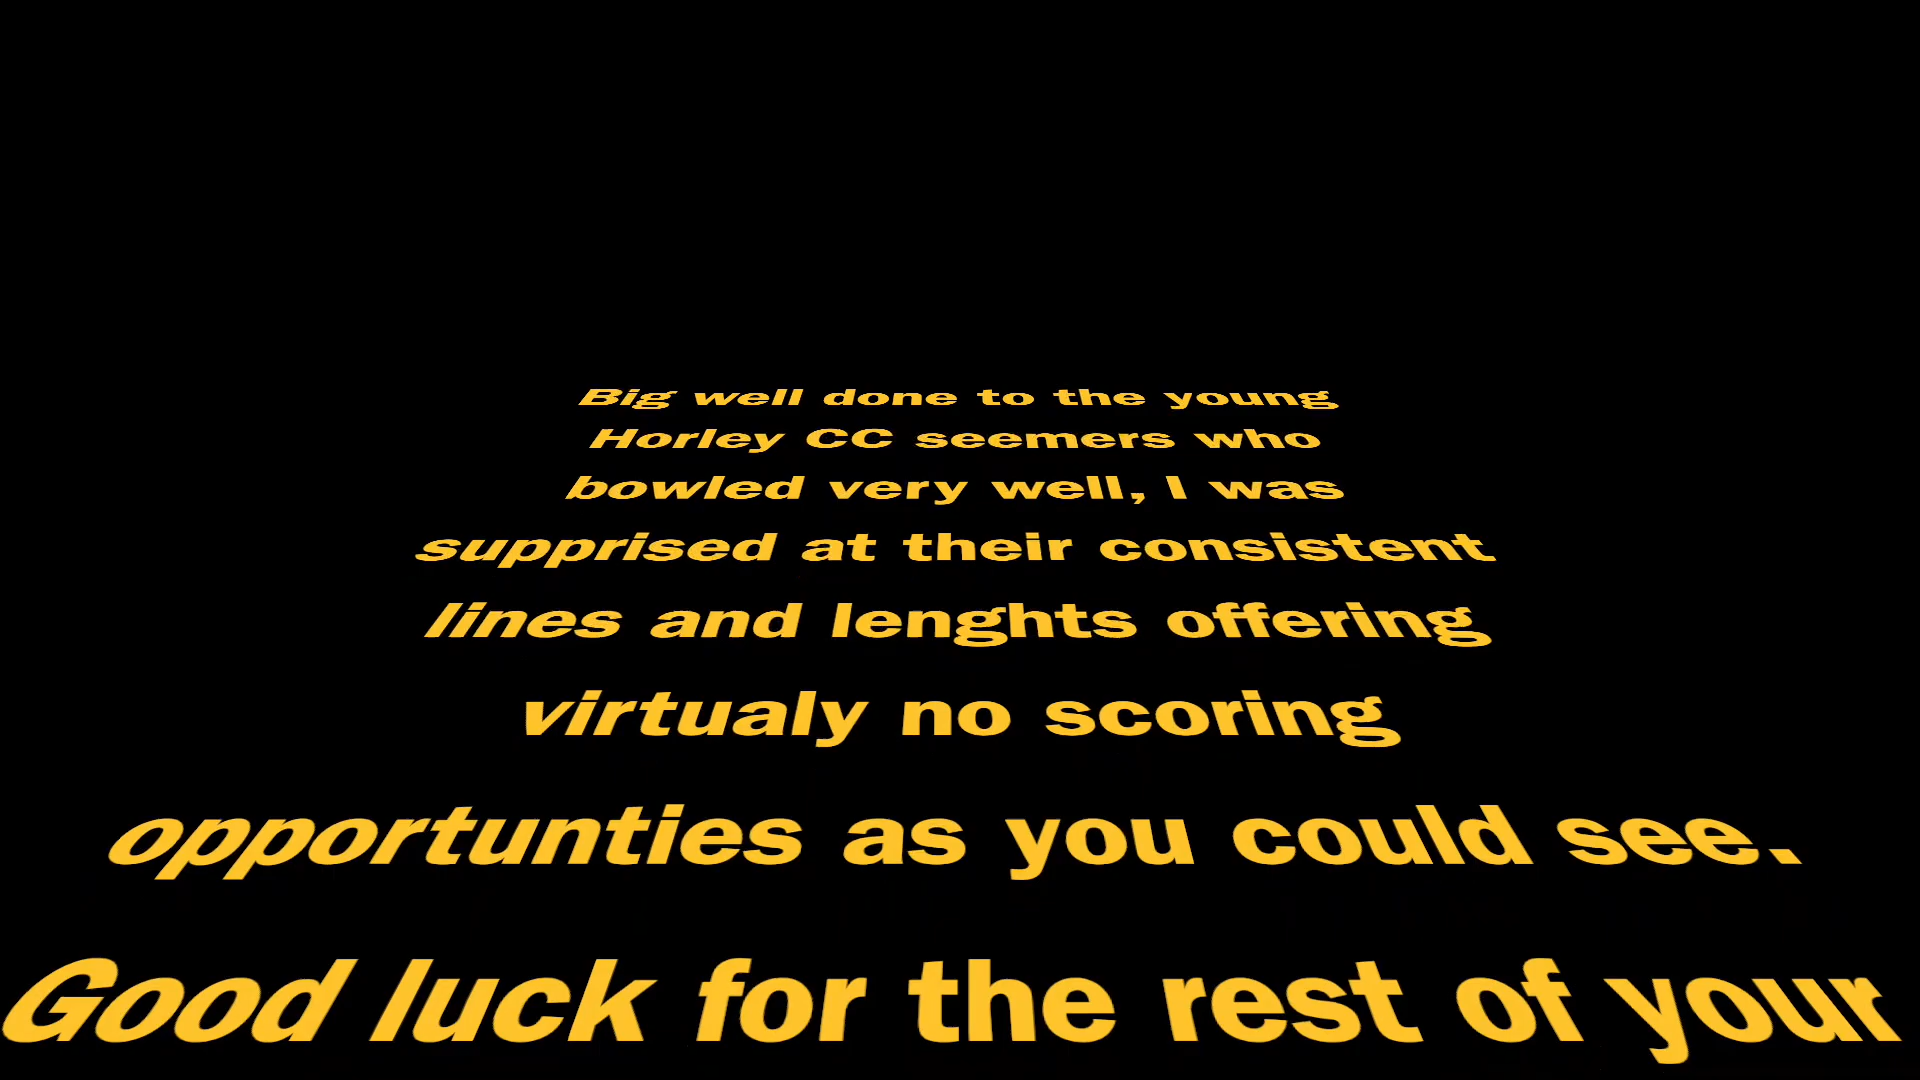 Big well done to the young
Horley CC seemers who
bowled very well, I was
supprised at their consistent
lines and lenghts offering
virtualy no scoring
opportunties as you could see.
Good luck for the rest of your